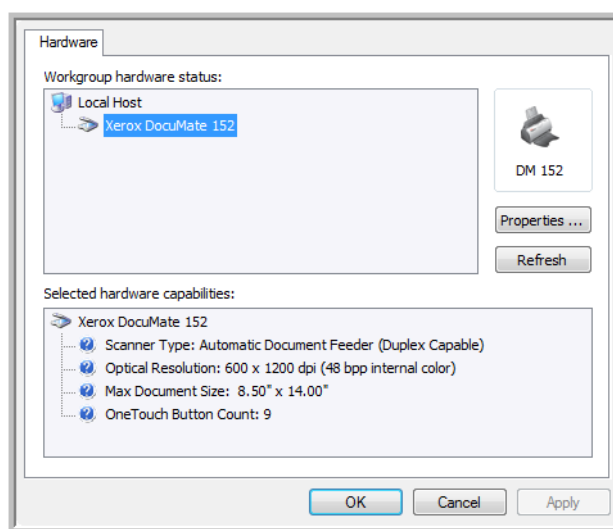 Hardware
Workgroup hardware status:
Local Host
Xerox DocuMate 152
DM 152
Properties ...
Refresh
Selected hardware capabilities:
Xerox DocuMate 152
Scanner Type: Automatic Document Feeder (Duplex Capable)
Optical Resolution: 600 x 1200 dpi (48 bpp internal color)
Max Document Size: 8.50" x 14.00"
OneTouch Button Count: 9
OK
Cancel
Apply